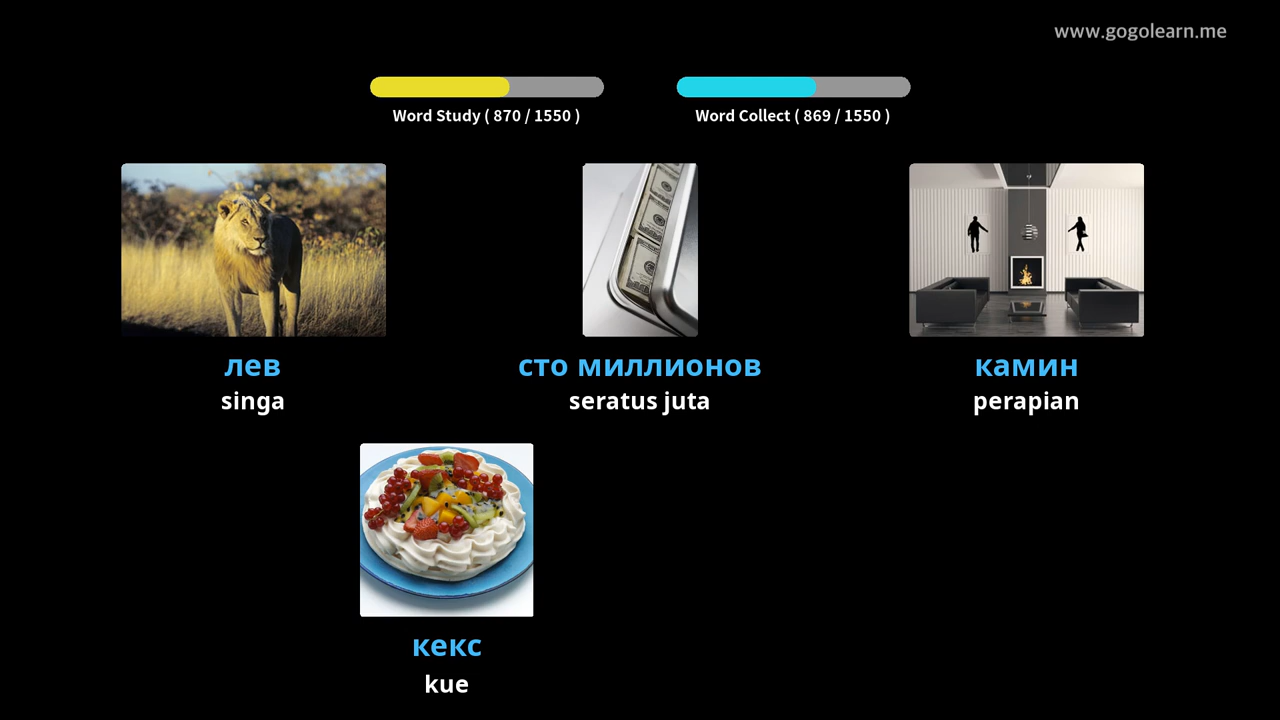 www.gogolearn.me
Word Study ( 870 / 1550 )
Word Collect ( 869 / 1550 )
лев
singa
сто миллионов
seratus juta
камин
perapian
кекс
kue